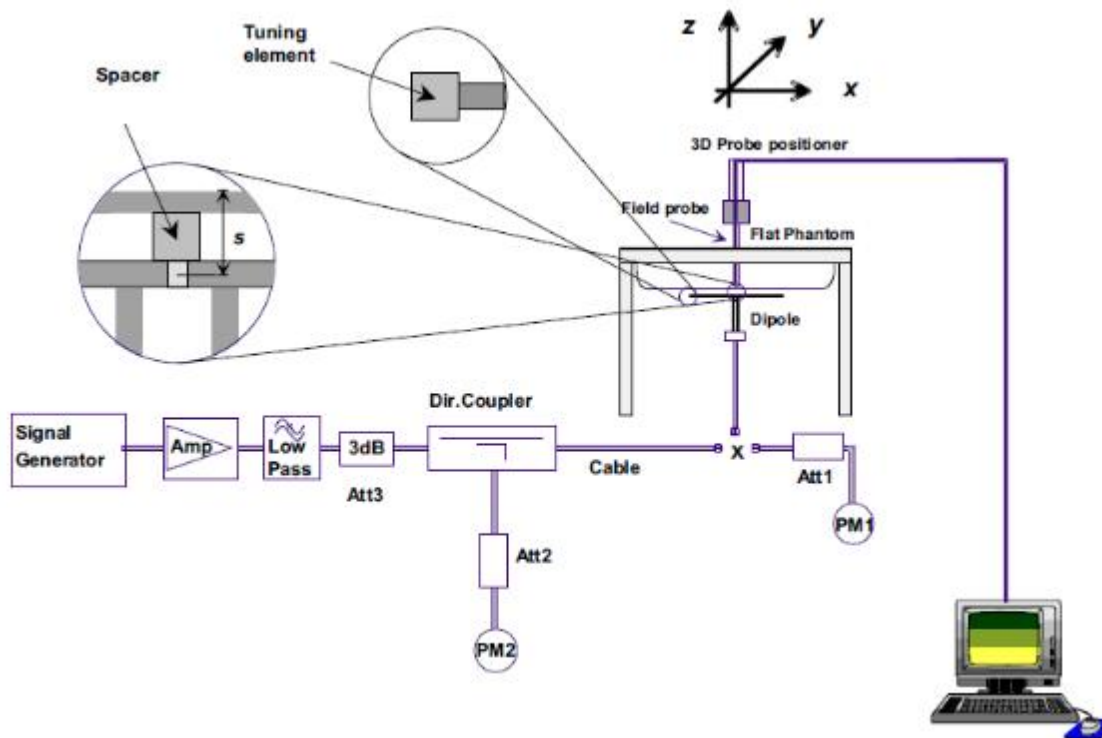 Tuning
element
Spacer
s
z
y
x
3D Probe positioner
Field probe
Flat Phantom
Dipole
Dir.Coupler
Signal
Generator
Amp
Low
Pass
3dB
Att3
Cable
X
Att1
PM1
Att2
PM2